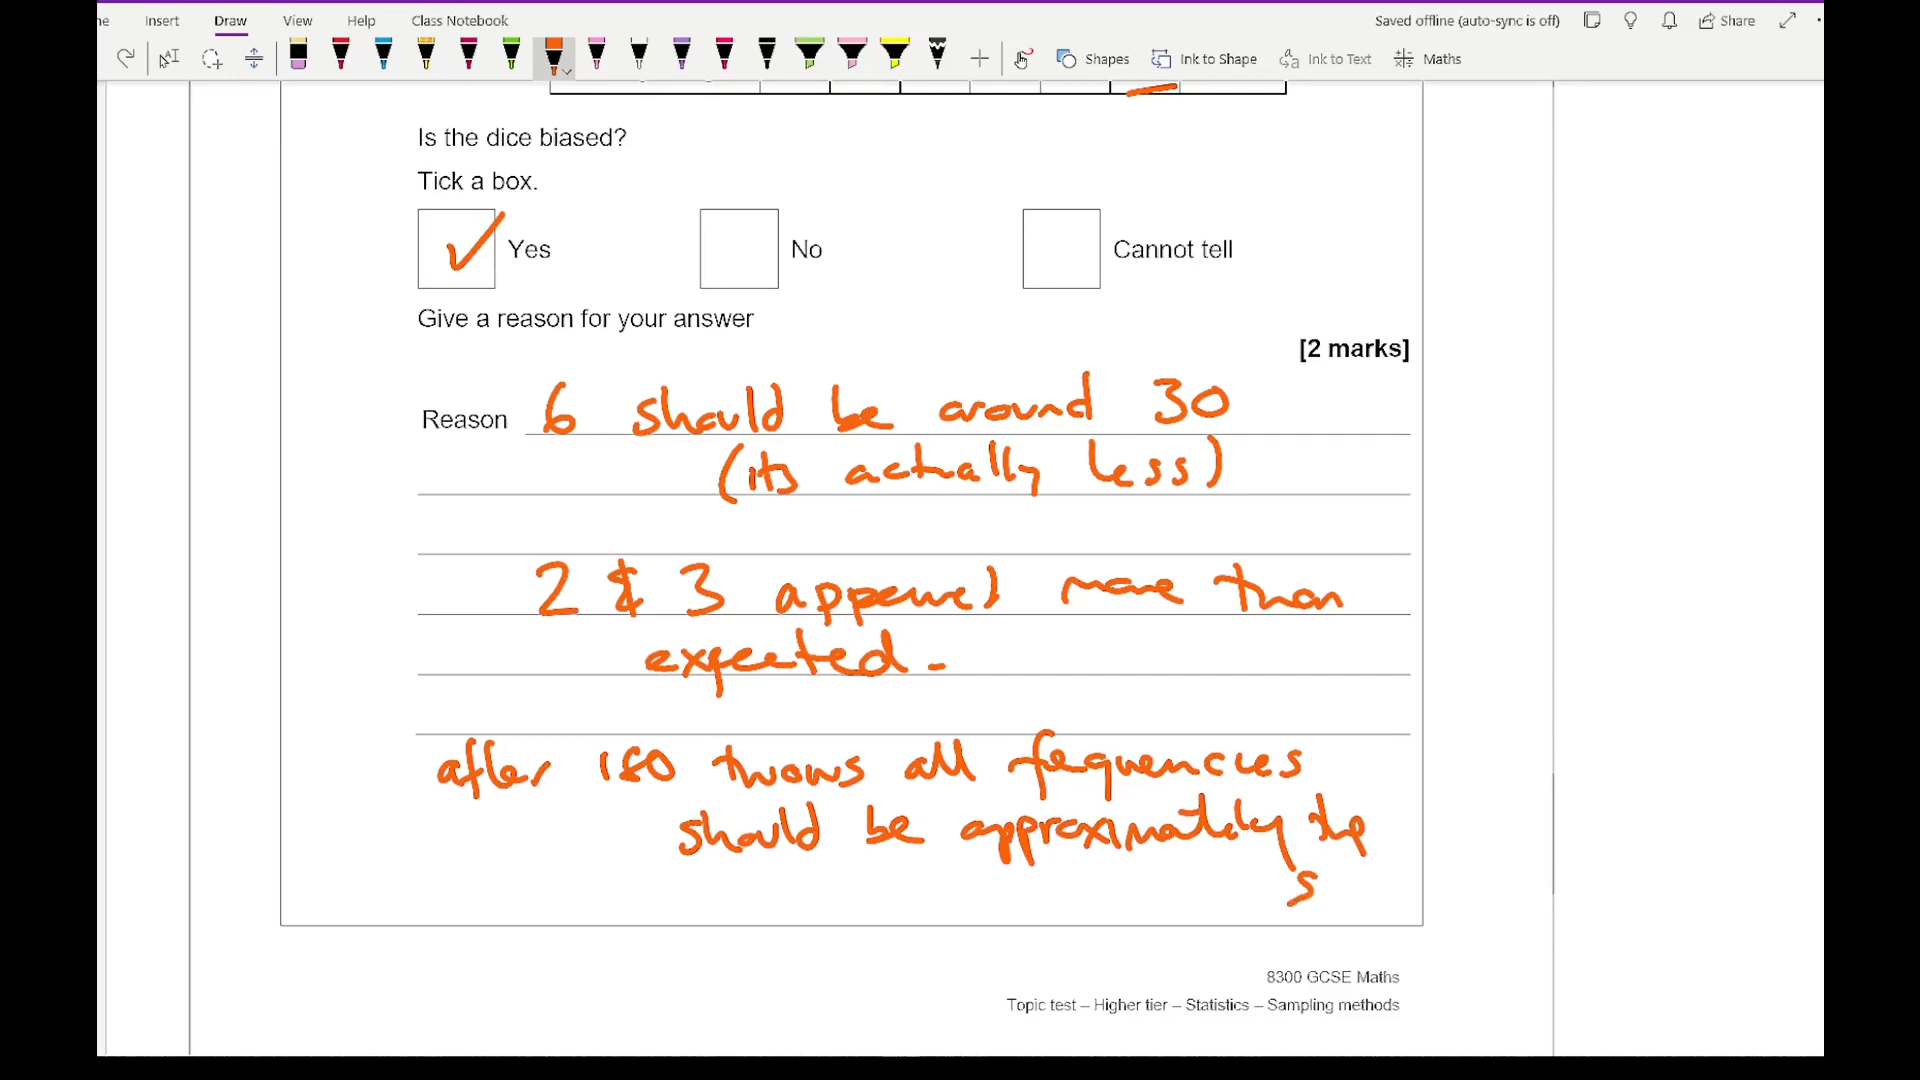 Insert Draw View Help Class Notebook Saved offline (auto-sync is off) Share
Shapes Ink to Shape Ink to Text Maths
Is the dice biased?
Tick a box.
Yes No Cannot tell
Give a reason for your answer
[2 marks]
Reason 6 should be around 30
(its actually less)
2 & 3 appeared more than
expected.
after 180 throws all fequencies
should be approximately the
s
8300 GCSE Maths
Topic test – Higher tier – Statistics – Sampling methods